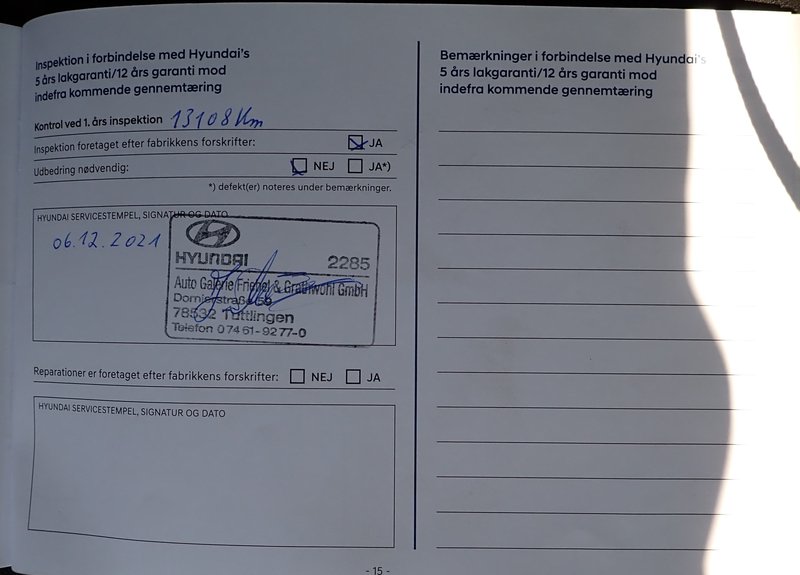 Inspektion i forbindelse med Hyundai's
5 års lakgaranti/12 års garanti mod
indefra kommende gennemtæring
Kontrol ved 1. års inspektion 13108 Km
Inspektion foretaget efter fabrikkens forskrifter: JA
Udbedring nødvendig: NEJ JA*)
*) defekt(er) noteres under bemærkninger.
HYUNDAI SERVICESTEMPEL, SIGNATUR OG DATO
06.12.2021
HYUNDAI 2285
Auto Galerie Friehel & Grathwohl GmbH
Dornierstraße 59
78532 Tuttlingen
Telefon 07461-9277-0
Reparationer er foretaget efter fabrikkens forskrifter: NEJ JA
HYUNDAI SERVICESTEMPEL, SIGNATUR OG DATO
Bemærkninger i forbindelse med Hyundai's
5 års lakgaranti/12 års garanti mod
indefra kommende gennemtæring
- 15 -